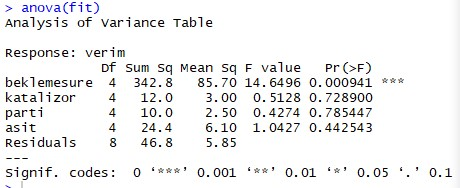 > anova(fit)
Analysis of Variance Table

Response: verim
            Df Sum Sq Mean Sq F value   Pr(>F)
beklemesure  4  342.8   85.70 14.6496 0.000941 ***
katalizor    4   12.0    3.00  0.5128 0.728900
parti        4   10.0    2.50  0.4274 0.785447
asit         4   24.4    6.10  1.0427 0.442543
Residuals    8   46.8    5.85
---
Signif. codes:  0 ‘***’ 0.001 ‘**’ 0.01 ‘*’ 0.05 ‘.’ 0.1
>